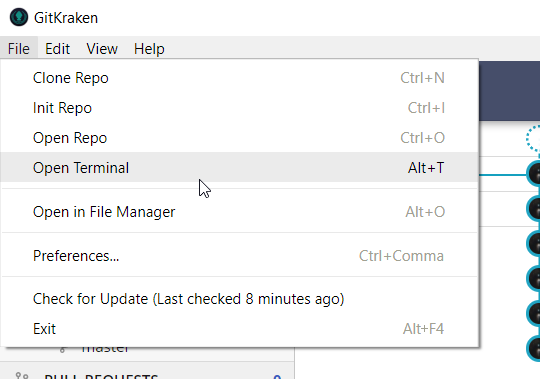 GitKraken
File Edit View Help
Clone Repo Ctrl+N
Init Repo Ctrl+I
Open Repo Ctrl+O
Open Terminal Alt+T
Open in File Manager Alt+O
Preferences... Ctrl+Comma
Check for Update (Last checked 8 minutes ago)
Exit Alt+F4
master
PULL REQUESTS 0